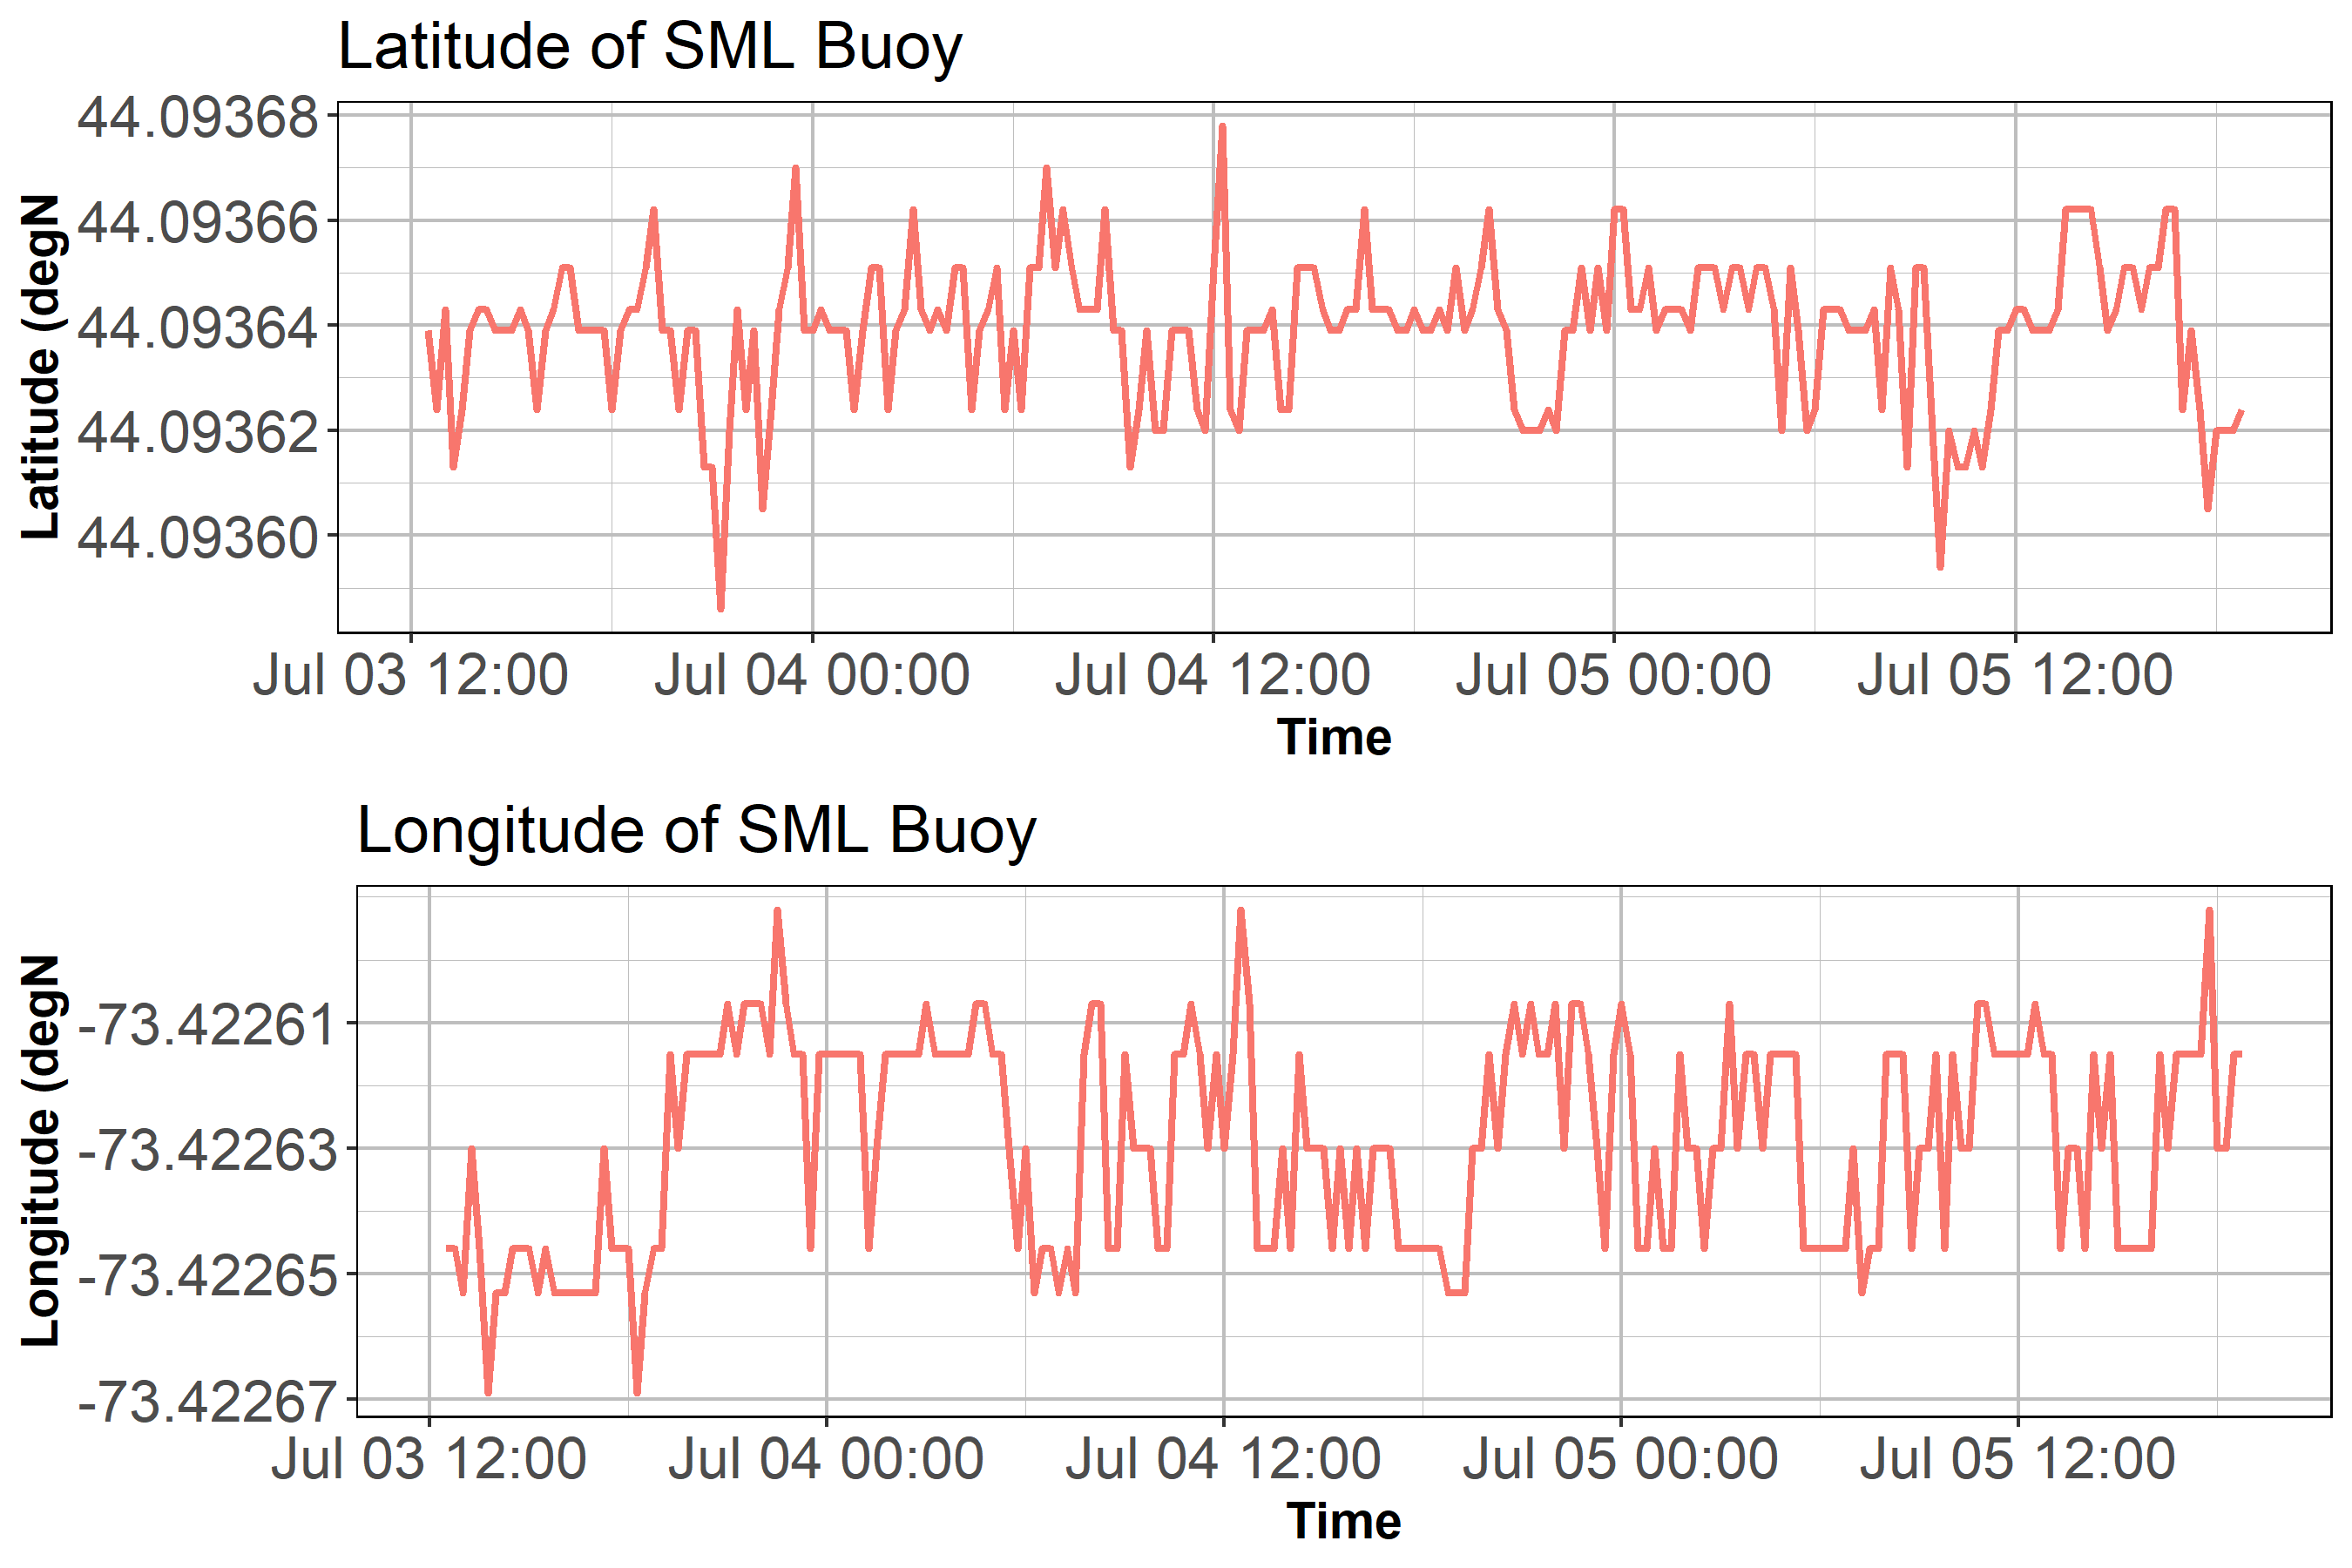 Latitude of SML Buoy
44.09368
44.09366
44.09364
44.09362
44.09360
Latitude (degN
Jul 03 12:00 Jul 04 00:00 Jul 04 12:00 Jul 05 00:00 Jul 05 12:00
Time
Longitude of SML Buoy
-73.42261
-73.42263
-73.42265
-73.42267
Longitude (degN
Jul 03 12:00 Jul 04 00:00 Jul 04 12:00 Jul 05 00:00 Jul 05 12:00
Time